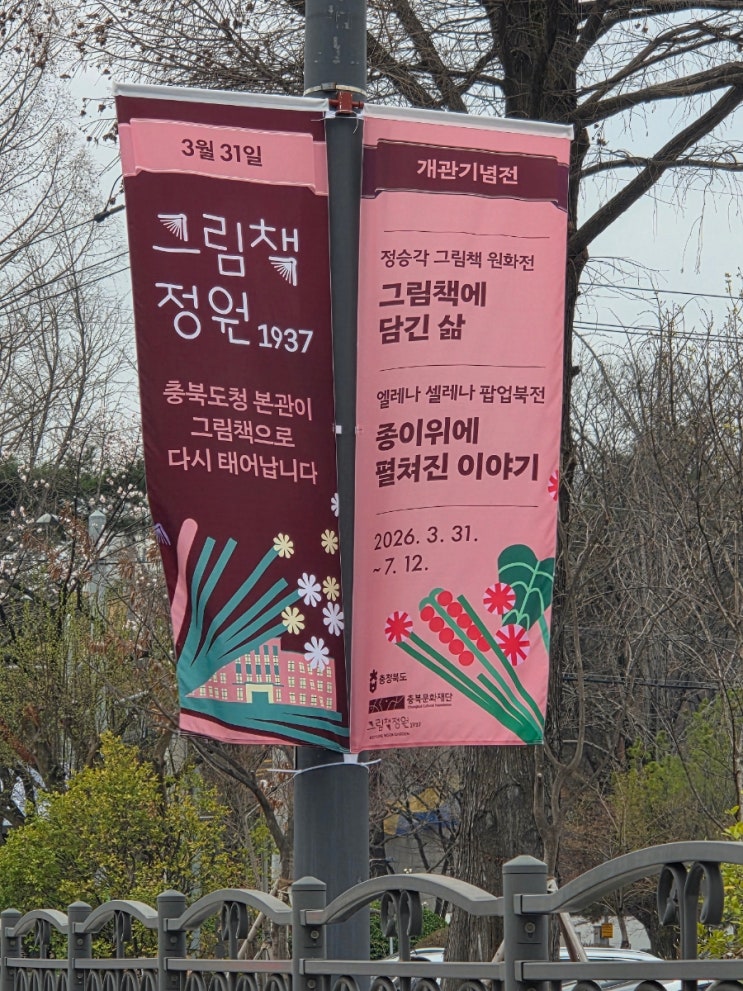 3월 31일
그림책
정원 1937
충북도청 본관이
그림책으로
다시 태어납니다
개관기념전
정승각 그림책 원화전
그림책에
담긴 삶
엘레나 셀레나 팝업북전
종이위에
펼쳐진 이야기
2026. 3. 31.
~7. 12.
충청북도
충북문화재단
그림책정원 1937